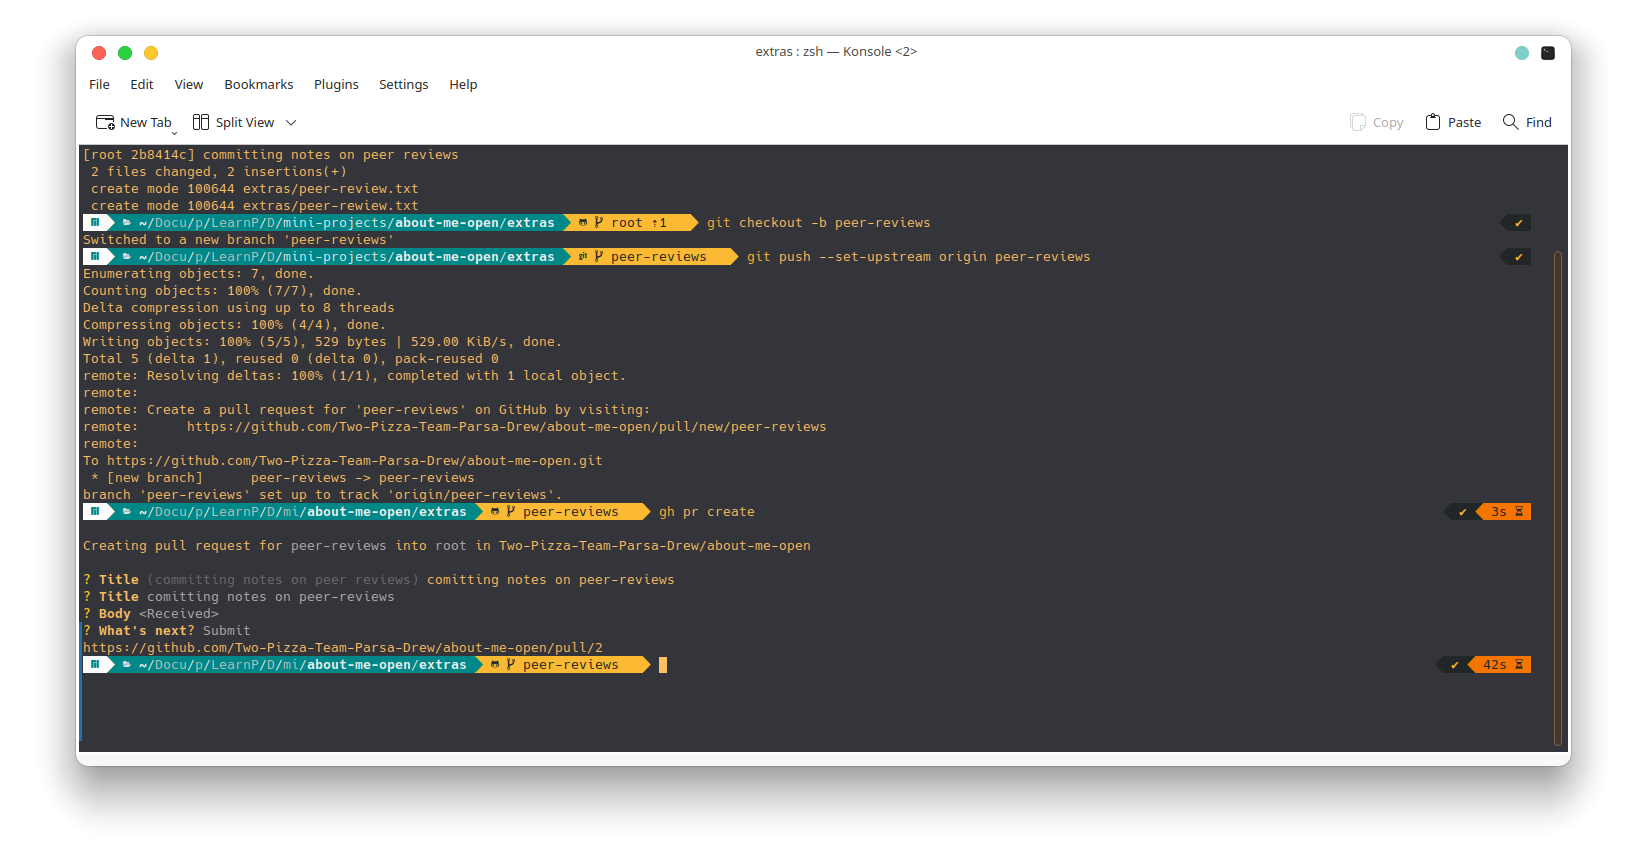 extras : zsh — Konsole <2>
File Edit View Bookmarks Plugins Settings Help
New Tab Split View Copy Paste Find
[root 2b8414c] committing notes on peer reviews
2 files changed, 2 insertions(+)
create mode 100644 extras/peer-review.txt
create mode 100644 extras/peer-rewiew.txt
~/Docu/p/LearnP/D/mini-projects/about-me-open/extras root ⇡1 git checkout -b peer-reviews ✔
Switched to a new branch 'peer-reviews'
~/Docu/p/LearnP/D/mini-projects/about-me-open/extras git peer-reviews git push --set-upstream origin peer-reviews ✔
Enumerating objects: 7, done.
Counting objects: 100% (7/7), done.
Delta compression using up to 8 threads
Compressing objects: 100% (4/4), done.
Writing objects: 100% (5/5), 529 bytes | 529.00 KiB/s, done.
Total 5 (delta 1), reused 0 (delta 0), pack-reused 0
remote: Resolving deltas: 100% (1/1), completed with 1 local object.
remote:
remote: Create a pull request for 'peer-reviews' on GitHub by visiting:
remote:      https://github.com/Two-Pizza-Team-Parsa-Drew/about-me-open/pull/new/peer-reviews
remote:
To https://github.com/Two-Pizza-Team-Parsa-Drew/about-me-open.git
* [new branch]      peer-reviews -> peer-reviews
branch 'peer-reviews' set up to track 'origin/peer-reviews'.
~/Docu/p/LearnP/D/mi/about-me-open/extras peer-reviews gh pr create ✔ 3s
Creating pull request for peer-reviews into root in Two-Pizza-Team-Parsa-Drew/about-me-open
? Title (committing notes on peer reviews) comitting notes on peer-reviews
? Title comitting notes on peer-reviews
? Body <Received>
? What's next? Submit
https://github.com/Two-Pizza-Team-Parsa-Drew/about-me-open/pull/2
~/Docu/p/LearnP/D/mi/about-me-open/extras peer-reviews ✔ 42s